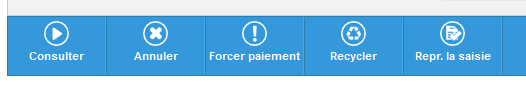 Consulter Annuler Forcer paiement Recycler Repr. la saisie